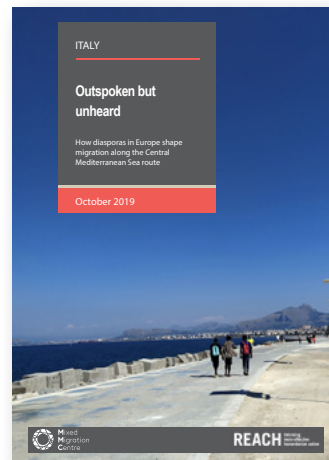 ITALY
Outspoken but
unheard
How diasporas in Europe shape
migration along the Central
Mediterranean Sea route
October 2019
Mixed
Migration
Centre
REACH